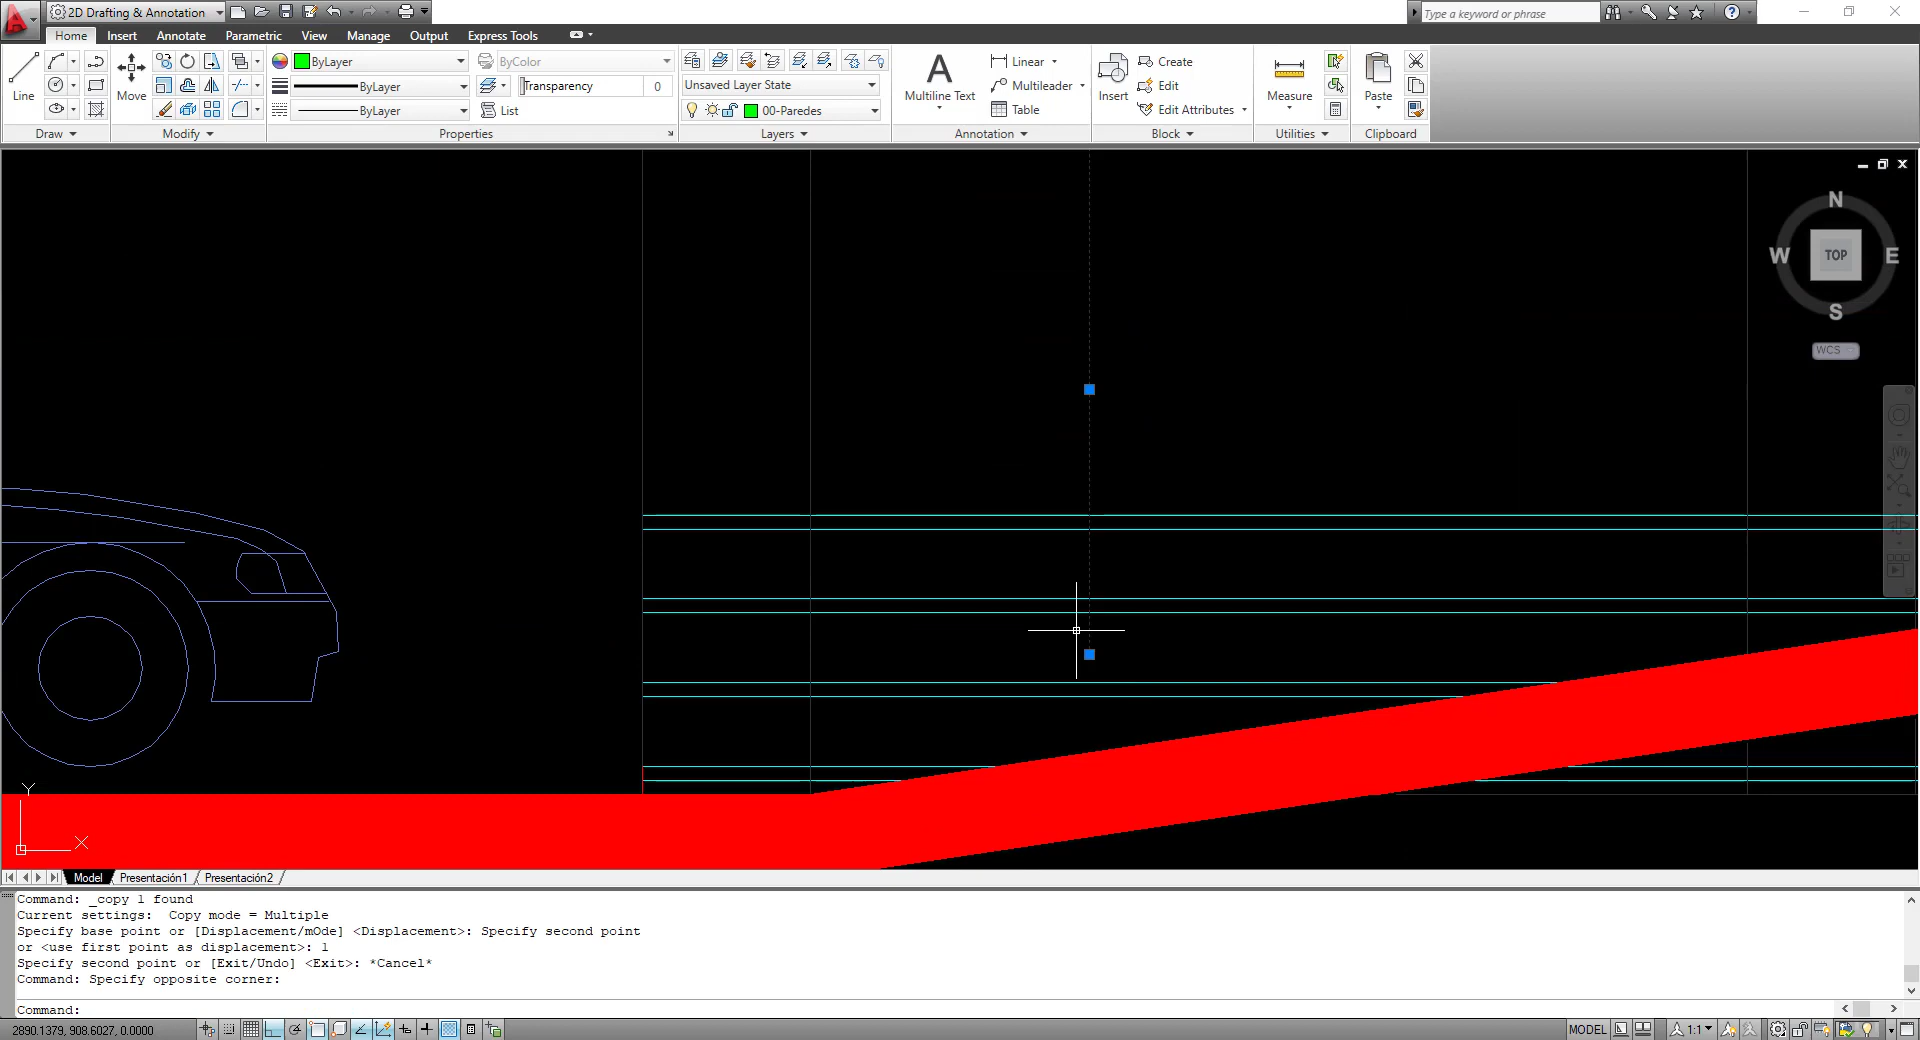 2D Drafting & Annotation
Type a keyword or phrase
Home Insert Annotate Parametric View Manage Output Express Tools
Line
Move
ByLayer
ByLayer
ByLayer
ByColor
Transparency 0
List
Unsaved Layer State
00-Paredes
Multiline Text
Linear
Multileader
Table
Insert
Create
Edit
Edit Attributes
Measure
Paste
Draw Modify Properties Layers Annotation Block Utilities Clipboard
N
W TOP E
S
WCS
Y
X
Model Presentación1 Presentación2
Command: _copy 1 found
Current settings:  Copy mode = Multiple
Specify base point or [Displacement/mOde] <Displacement>: Specify second point
or <use first point as displacement>: 1
Specify second point or [Exit/Undo] <Exit>: *Cancel*
Command: Specify opposite corner:
Command:
2890.1379, 908.6027, 0.0000
MODEL
1:1